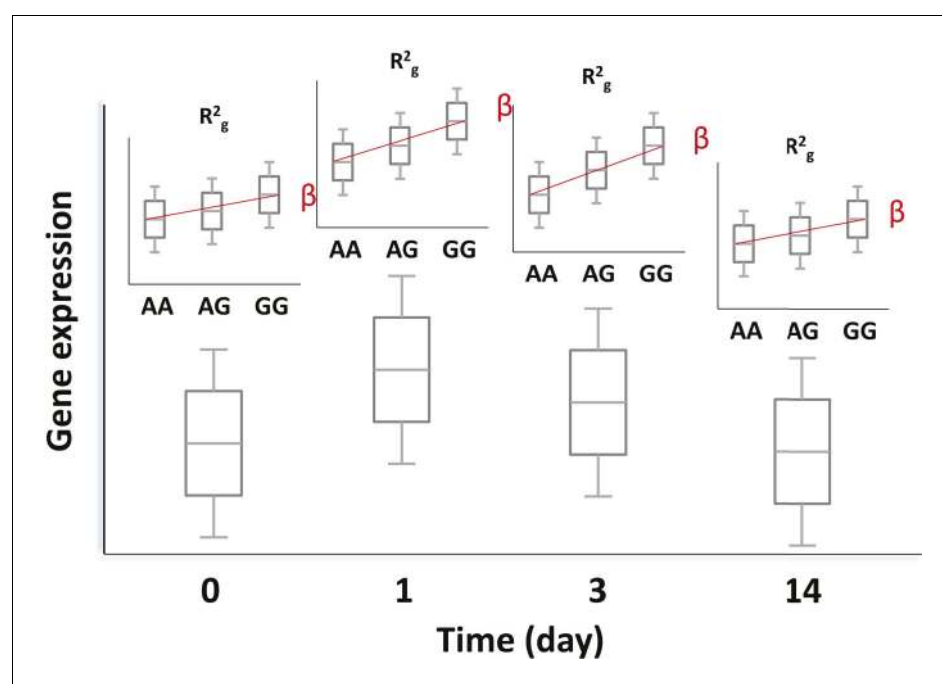 R²g
R²g
R²g
R²g
β
β
β
β
AA AG GG
AA AG GG
AA AG GG
AA AG GG
Gene expression
0 1 3 14
Time (day)